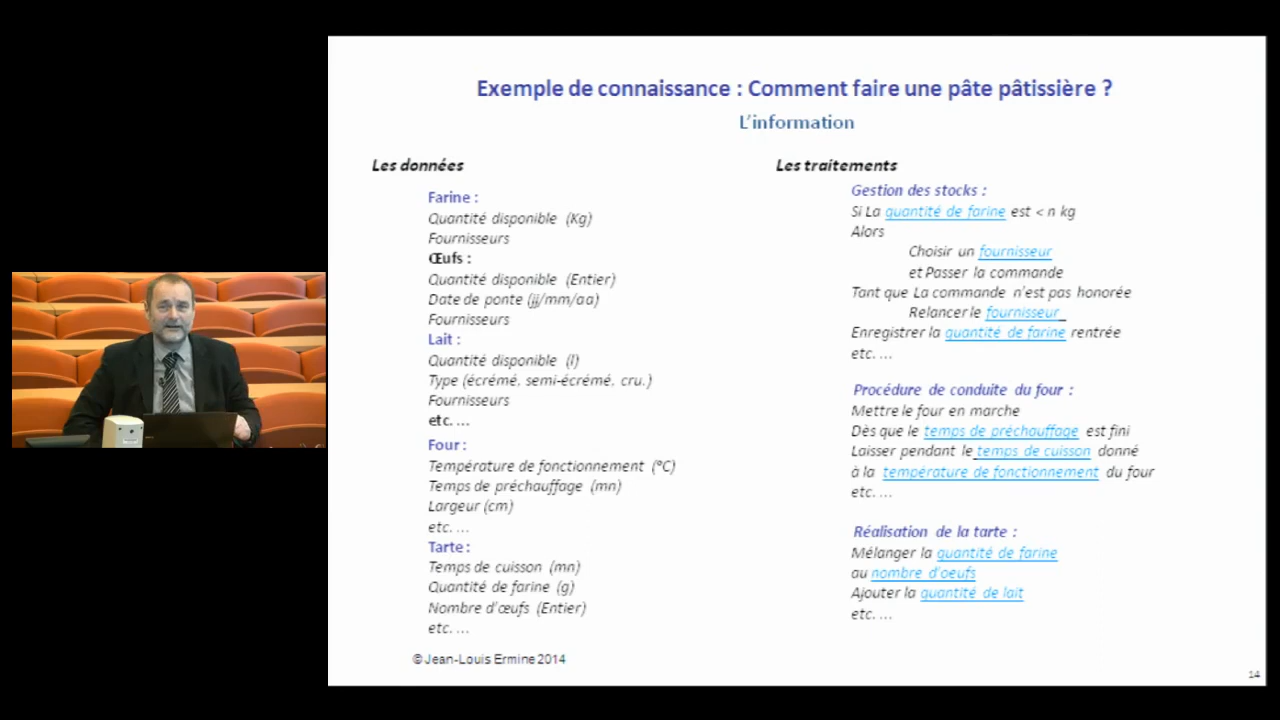 Exemple de connaissance : Comment faire une pâte pâtissière ?
L'information
Les données
Farine :
Quantité disponible (Kg)
Fournisseurs
Œufs :
Quantité disponible (Entier)
Date de ponte (jj/mm/aa)
Fournisseurs
Lait :
Quantité disponible (l)
Type (écrémé, semi-écrémé, cru.)
Fournisseurs
etc. ...
Four :
Température de fonctionnement (°C)
Temps de préchauffage (mn)
Largeur (cm)
etc. ...
Tarte :
Temps de cuisson (mn)
Quantité de farine (g)
Nombre d'œufs (Entier)
etc. ...
Les traitements
Gestion des stocks :
Si La quantité de farine est < n kg
Alors
Choisir un fournisseur
et Passer la commande
Tant que La commande n'est pas honorée
Relancer le fournisseur
Enregistrer la quantité de farine rentrée
etc. ...
Procédure de conduite du four :
Mettre le four en marche
Dès que le temps de préchauffage est fini
Laisser pendant le temps de cuisson donné
à la température de fonctionnement du four
etc. ...
Réalisation de la tarte :
Mélanger la quantité de farine
au nombre d'oeufs
Ajouter la quantité de lait
etc. ...
© Jean-Louis Ermine 2014
14